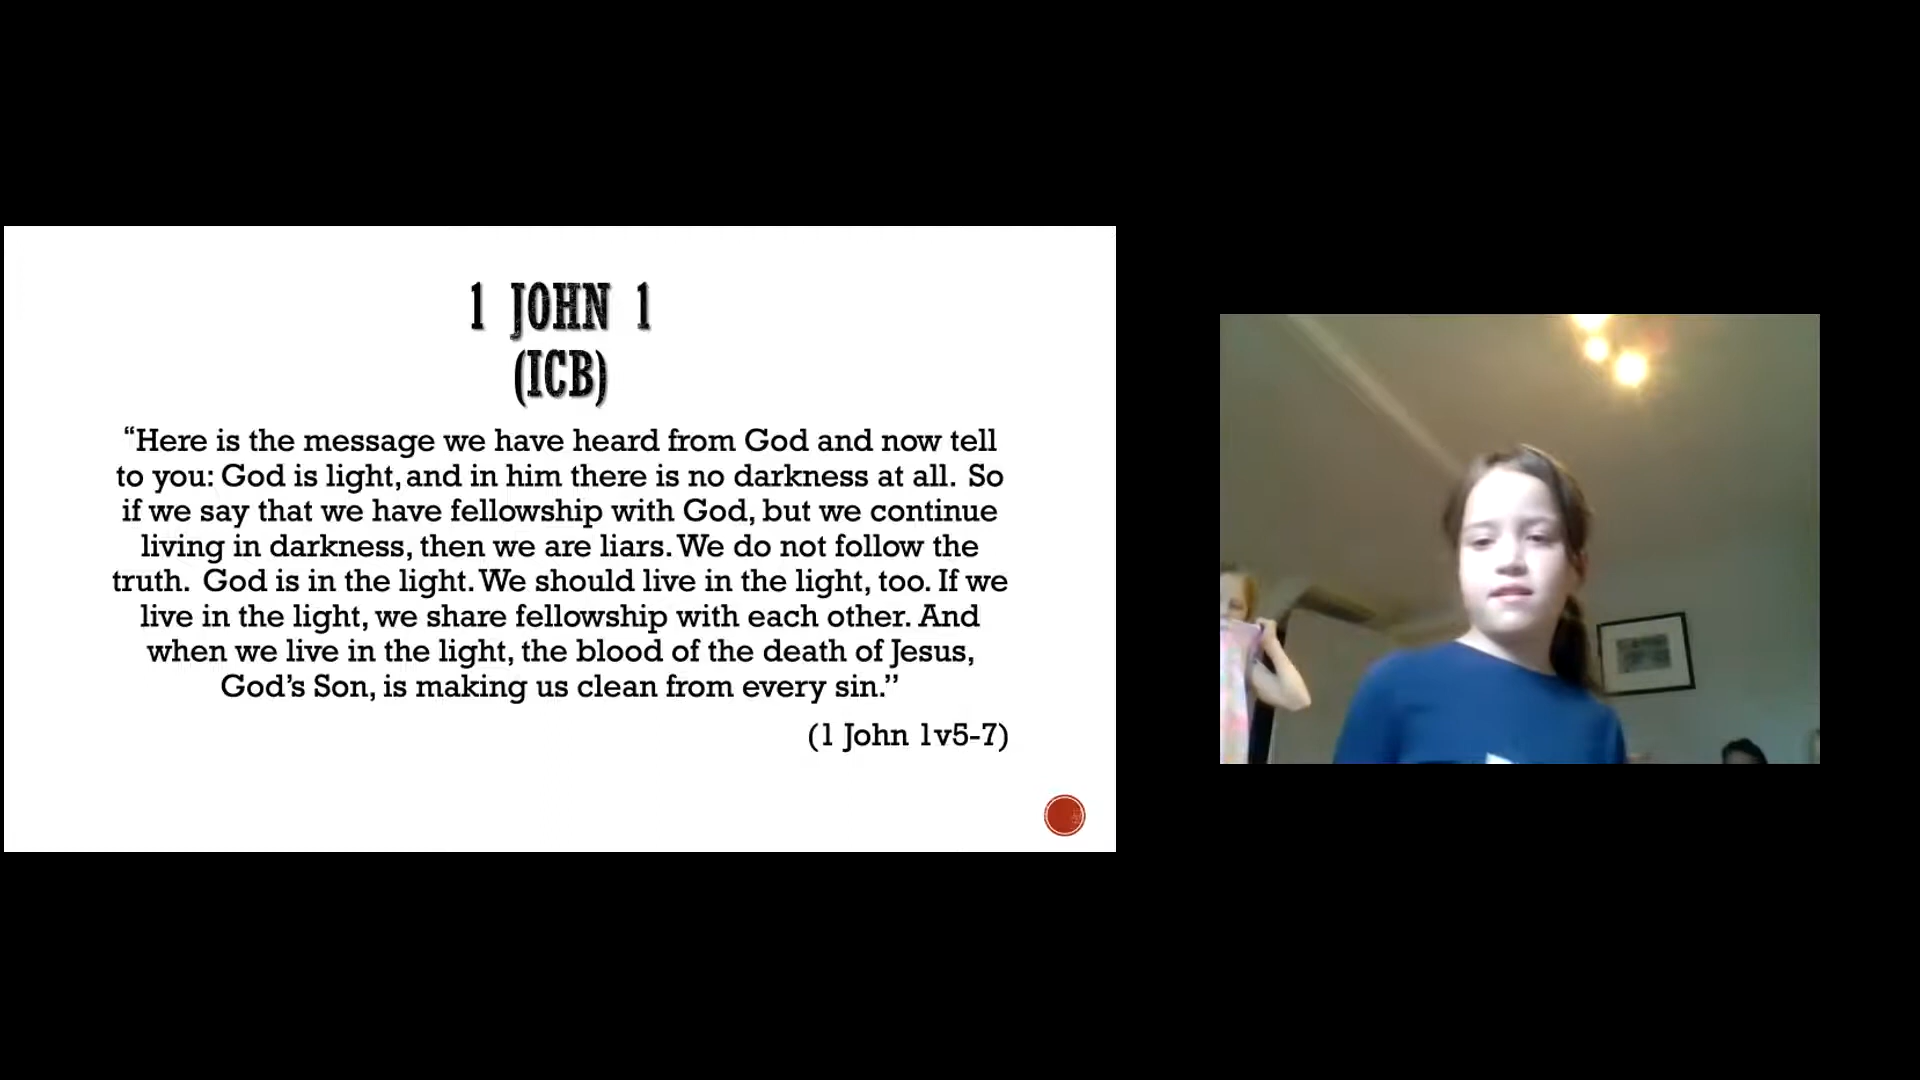 1 JOHN 1
(ICB)
“Here is the message we have heard from God and now tell
to you: God is light, and in him there is no darkness at all. So
if we say that we have fellowship with God, but we continue
living in darkness, then we are liars. We do not follow the
truth. God is in the light. We should live in the light, too. If we
live in the light, we share fellowship with each other. And
when we live in the light, the blood of the death of Jesus,
God’s Son, is making us clean from every sin.”
(1 John 1v5-7)